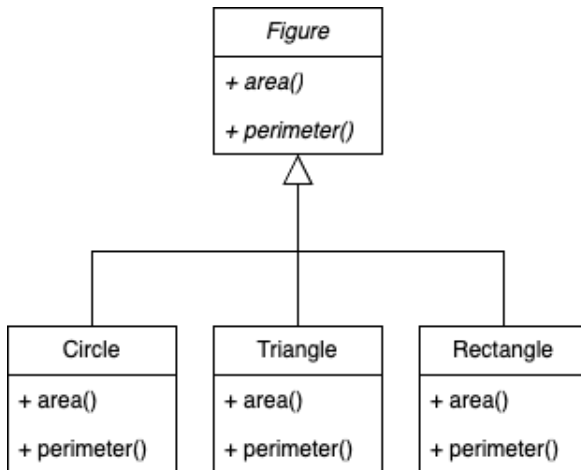 Figure
+ area()
+ perimeter()
Circle
+ area()
+ perimeter()
Triangle
+ area()
+ perimeter()
Rectangle
+ area()
+ perimeter()